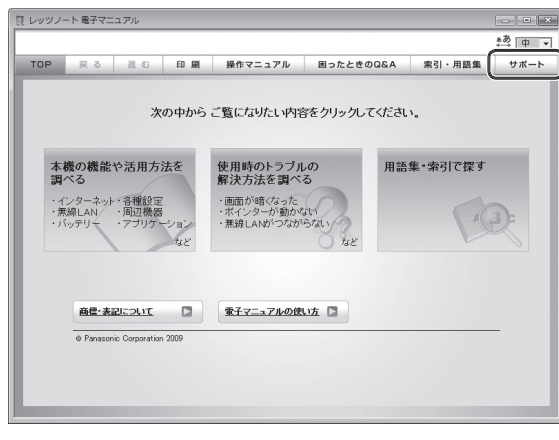 レッツノート 電子マニュアル
あ あ 中
TOP 戻る 進む 印 刷 操作マニュアル 困ったときのQ&A 索引・用語集 サポート
次の中から ご覧になりたい内容をクリックしてください。
本機の機能や活用方法を
調べる
・インターネット・各種設定
・無線LAN ・周辺機器
・バッテリー ・アプリケーション
など
使用時のトラブルの
解決方法を調べる
・画面が暗くなった
・ポインターが動かない
・無線LANがつながらない
など
用語集・索引で探す
商標・表記について
電子マニュアルの使い方
© Panasonic Corporation 2009